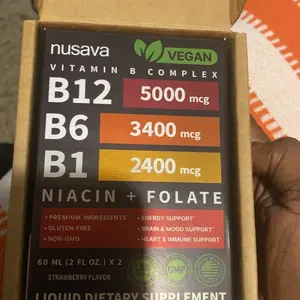 nusava
VEGAN
VITAMIN B COMPLEX
B12 5000 mcg
B6 3400 mcg
B1 2400 mcg
NIACIN + FOLATE
• PREMIUM INGREDIENTS • ENERGY SUPPORT*
• GLUTEN-FREE • BRAIN & MOOD SUPPORT*
• NON-GMO • HEART & IMMUNE SUPPORT*
60 ML (2 FL. OZ.) X 2
STRAWBERRY FLAVOR
GMP
LIQUID DIETARY SUPPLEMENT